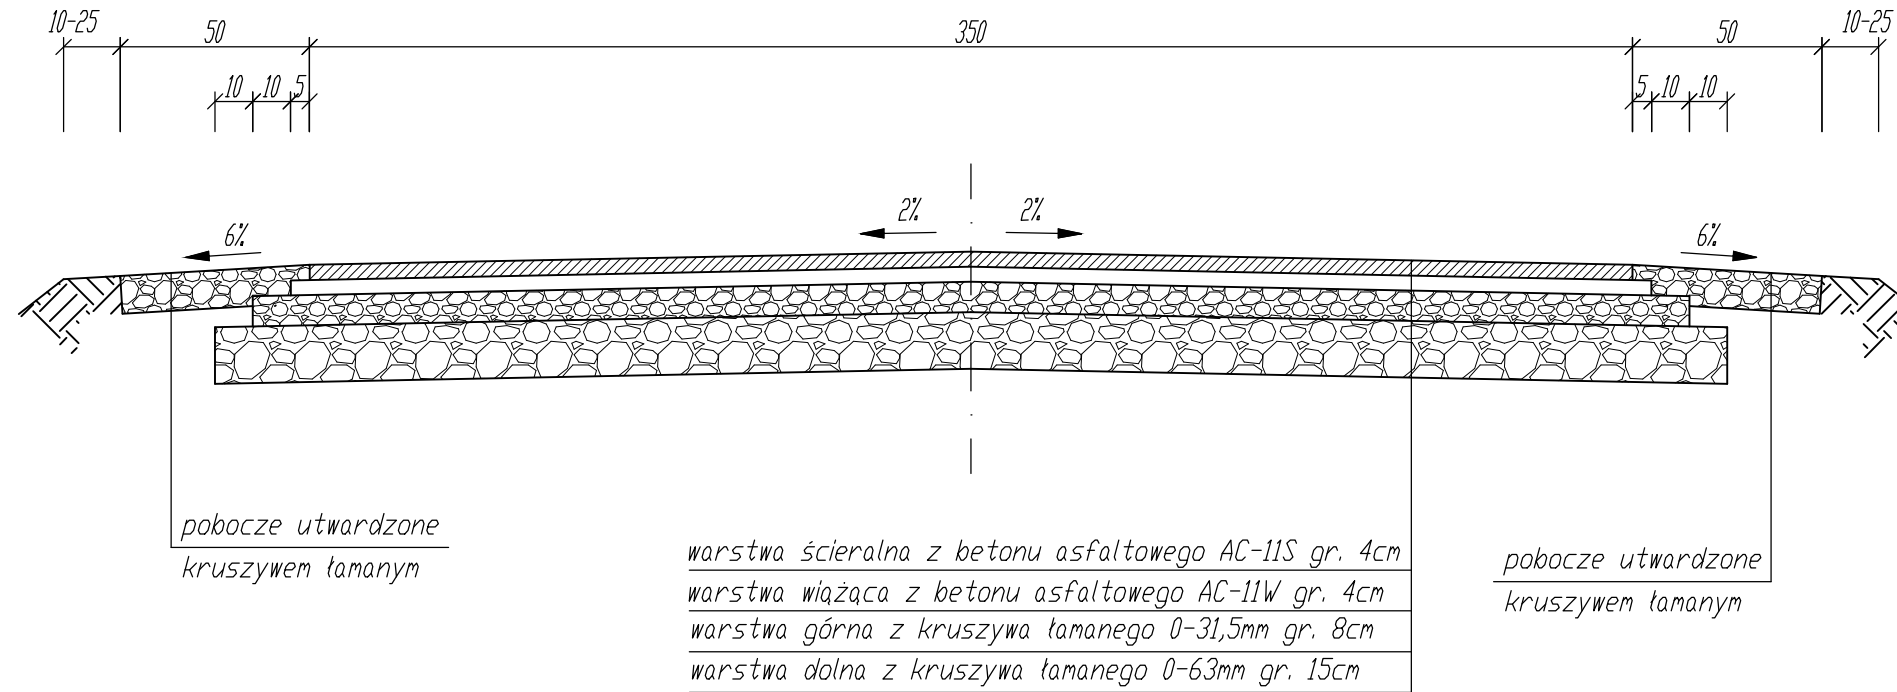 10-25 50 350 50 10-25
10 10 5 5 10 10
6% 2% 2% 6%
pobocze utwardzone
kruszywem łamanym
warstwa ścieralna z betonu asfaltowego AC-11S gr. 4cm
warstwa wiążąca z betonu asfaltowego AC-11W gr. 4cm
warstwa górna z kruszywa łamanego 0-31,5mm gr. 8cm
warstwa dolna z kruszywa łamanego 0-63mm gr. 15cm
pobocze utwardzone
kruszywem łamanym